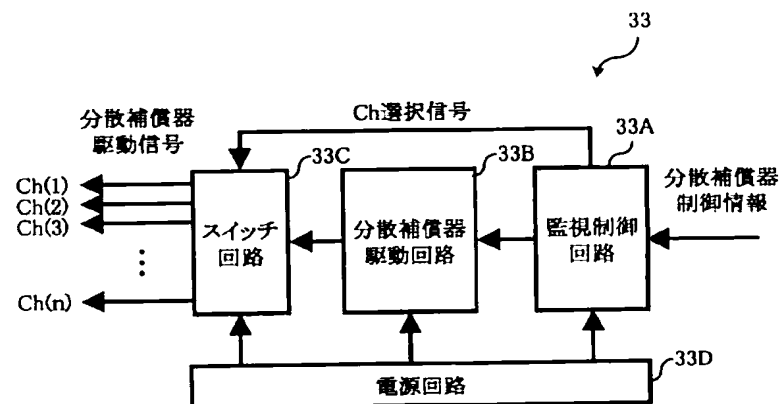 33
Ch選択信号
33A
分散補償器
駆動信号
33C
33B
分散補償器
制御情報
Ch(1)
Ch(2)
Ch(3)
⋮
Ch(n)
スイッチ
回路
分散補償器
駆動回路
監視制御
回路
33D
電源回路